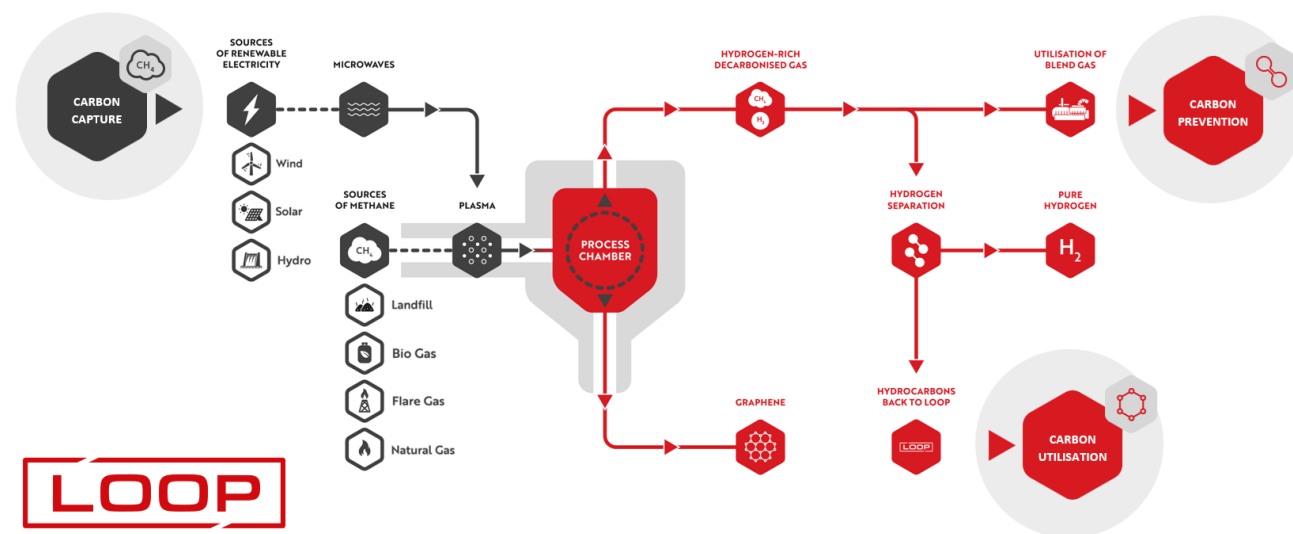 CARBON
CAPTURE
CH4
SOURCES
OF RENEWABLE
ELECTRICITY
MICROWAVES
Wind
Solar
Hydro
SOURCES
OF METHANE
CH4
Landfill
Bio Gas
Flare Gas
Natural Gas
PLASMA
PROCESS
CHAMBER
HYDROGEN-RICH
DECARBONISED GAS
CH4
H2
UTILISATION OF
BLEND GAS
CARBON
PREVENTION
HYDROGEN
SEPARATION
PURE
HYDROGEN
H2
GRAPHENE
HYDROCARBONS
BACK TO LOOP
LOOP
CARBON
UTILISATION
LOOP